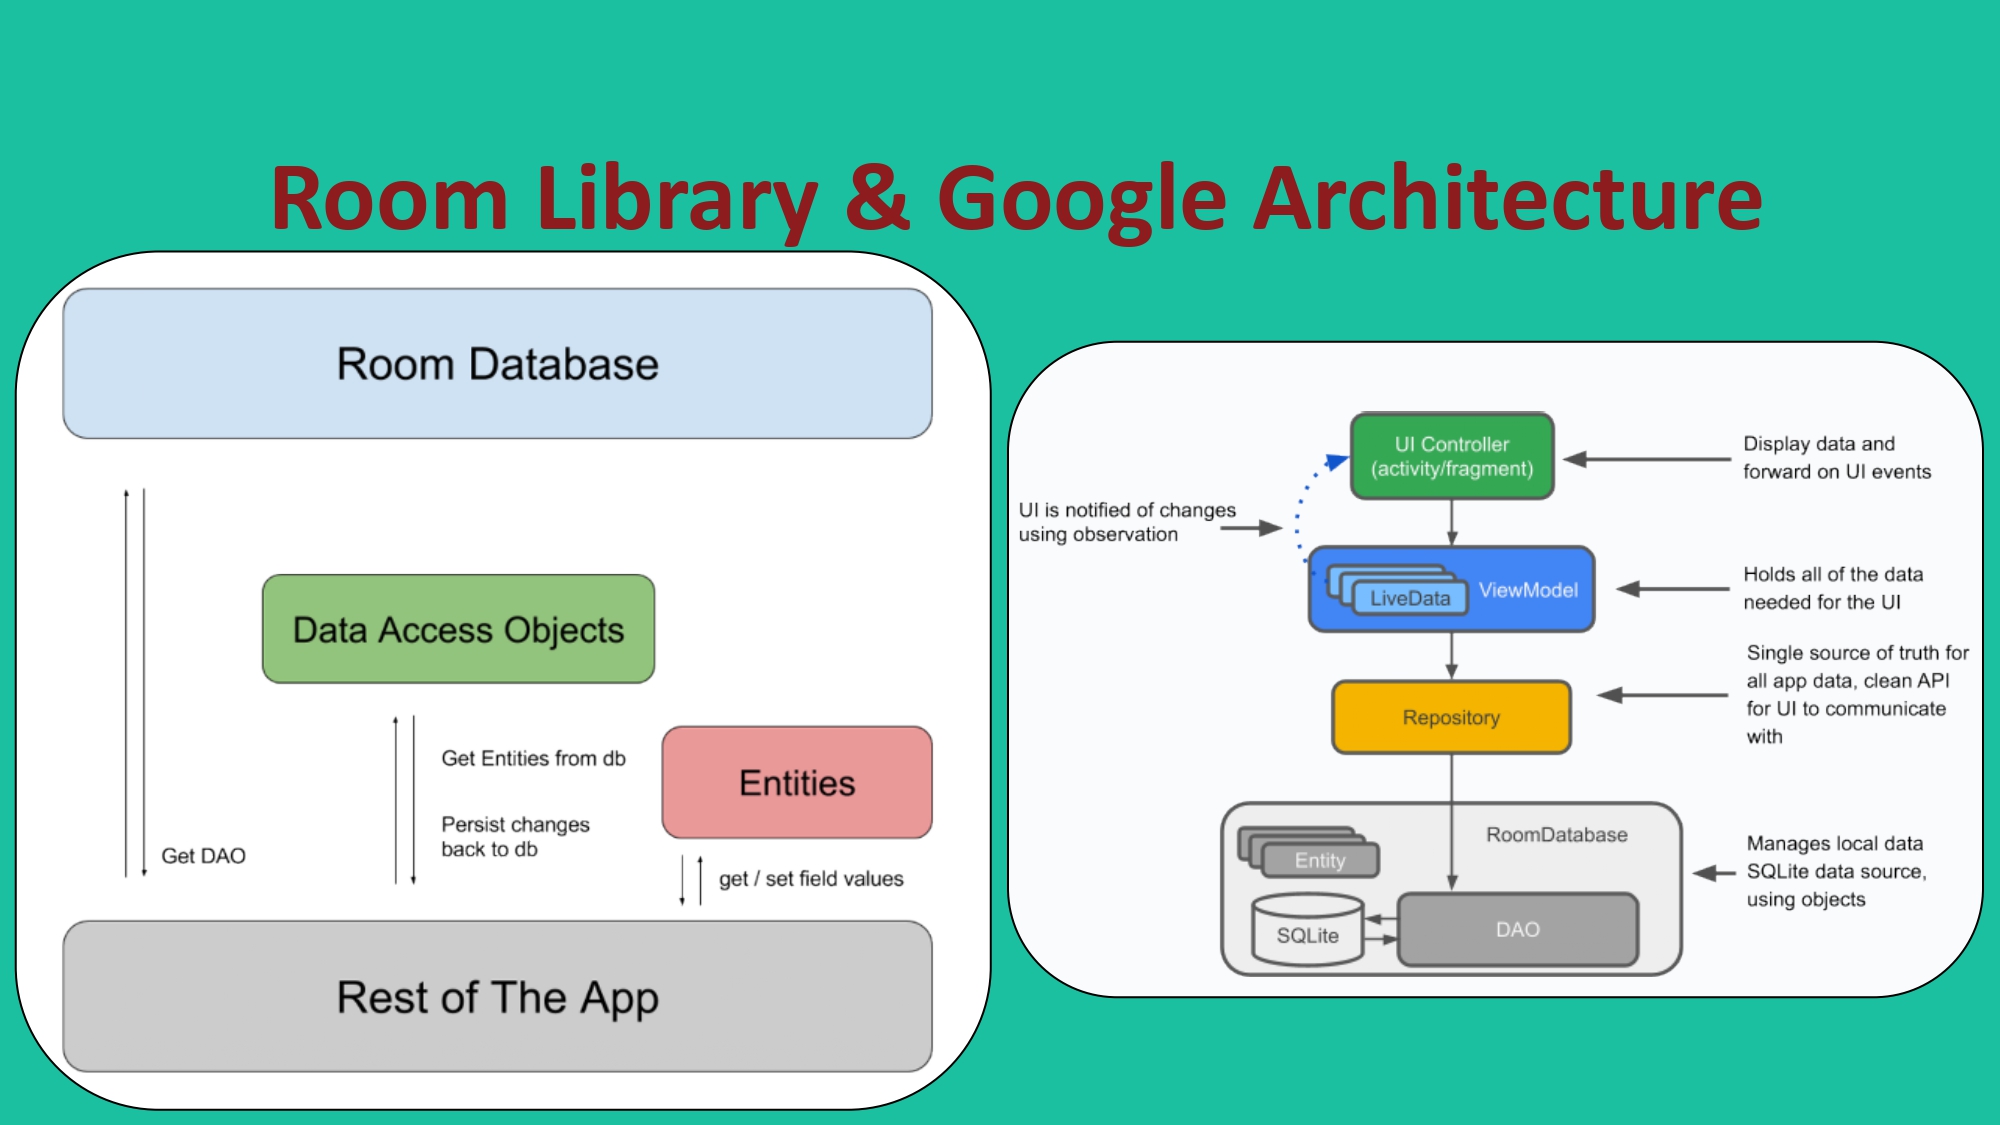 Room Library & Google Architecture
Room Database
Data Access Objects
Get Entities from db
Entities
Persist changes
back to db
Get DAO
get / set field values
Rest of The App
UI Controller
(activity/fragment)
Display data and
forward on UI events
UI is notified of changes
using observation
LiveData
ViewModel
Holds all of the data
needed for the UI
Repository
Single source of truth for
all app data, clean API
for UI to communicate
with
RoomDatabase
Entity
SQLite
DAO
Manages local data
SQLite data source,
using objects